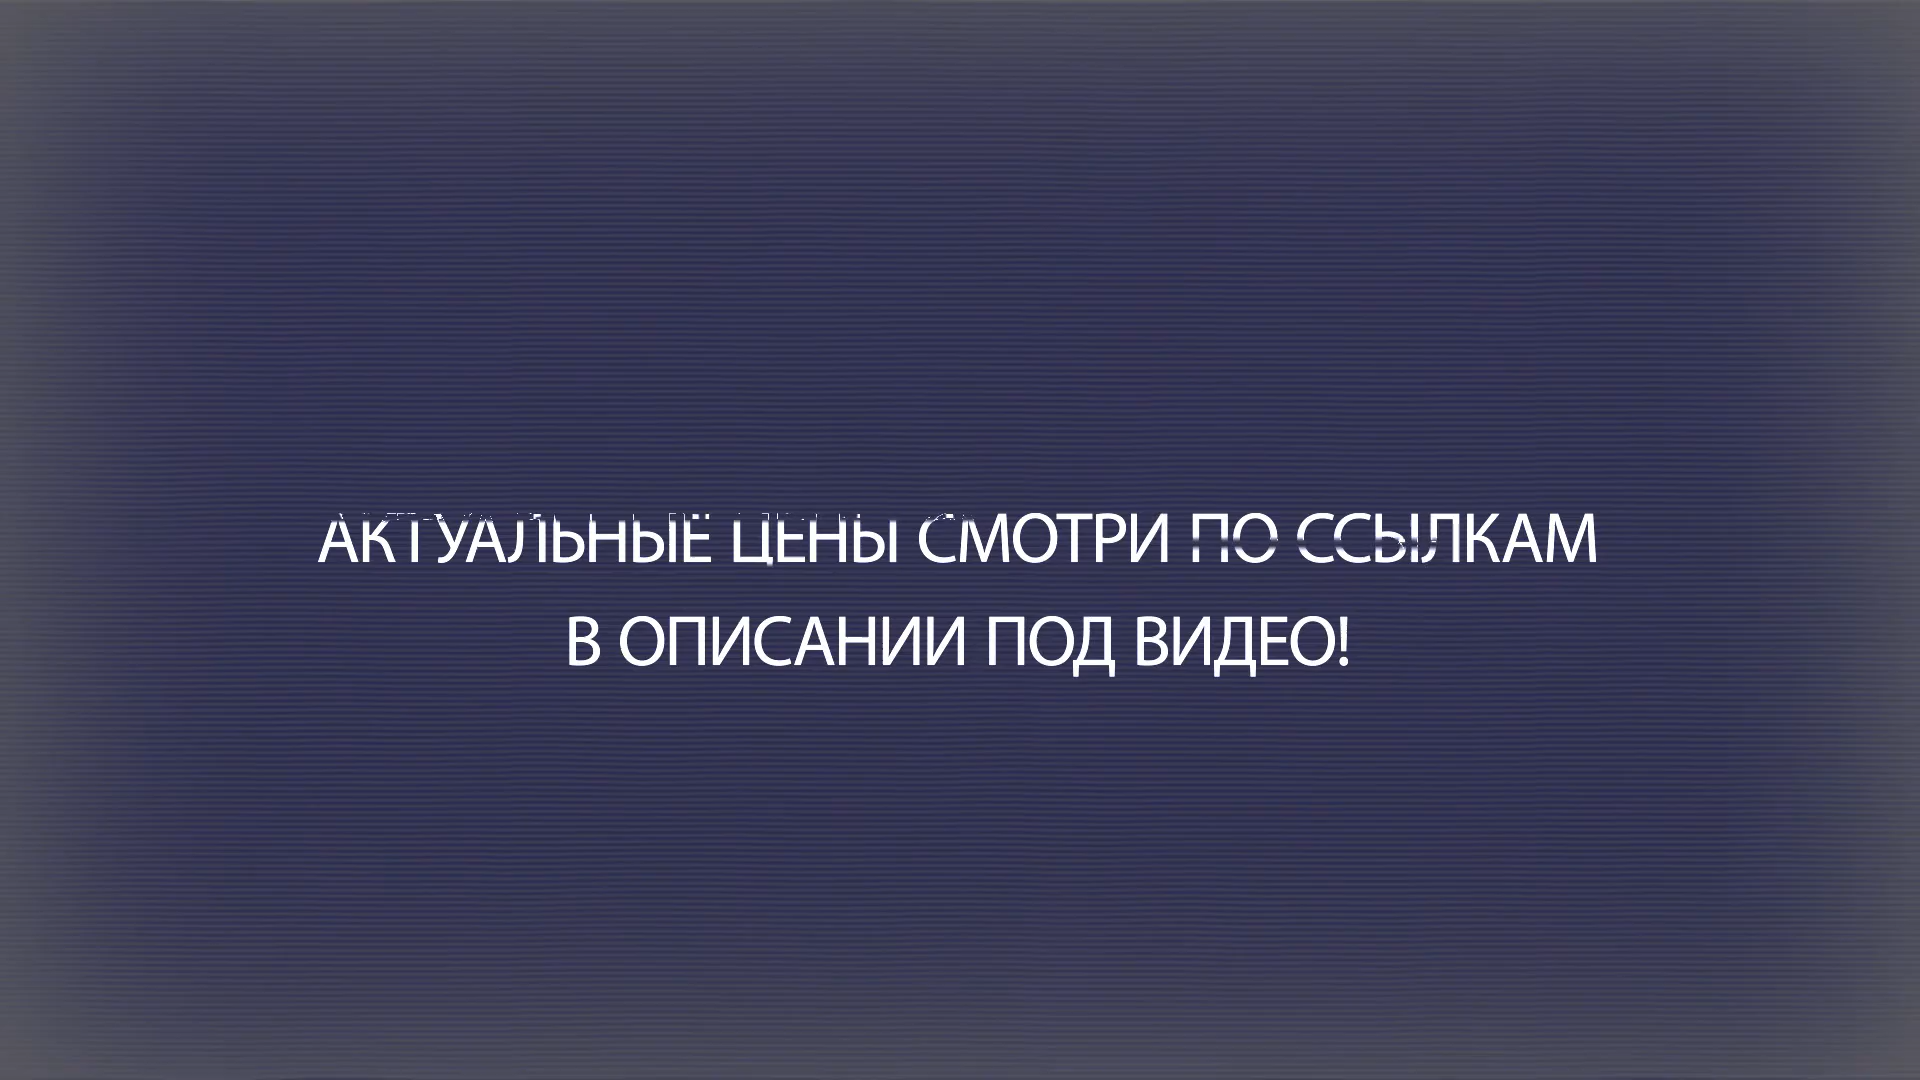 АКТУАЛЬНЫЕ ЦЕНЫ СМОТРИ ПО ССЫЛКАМ
В ОПИСАНИИ ПОД ВИДЕО!